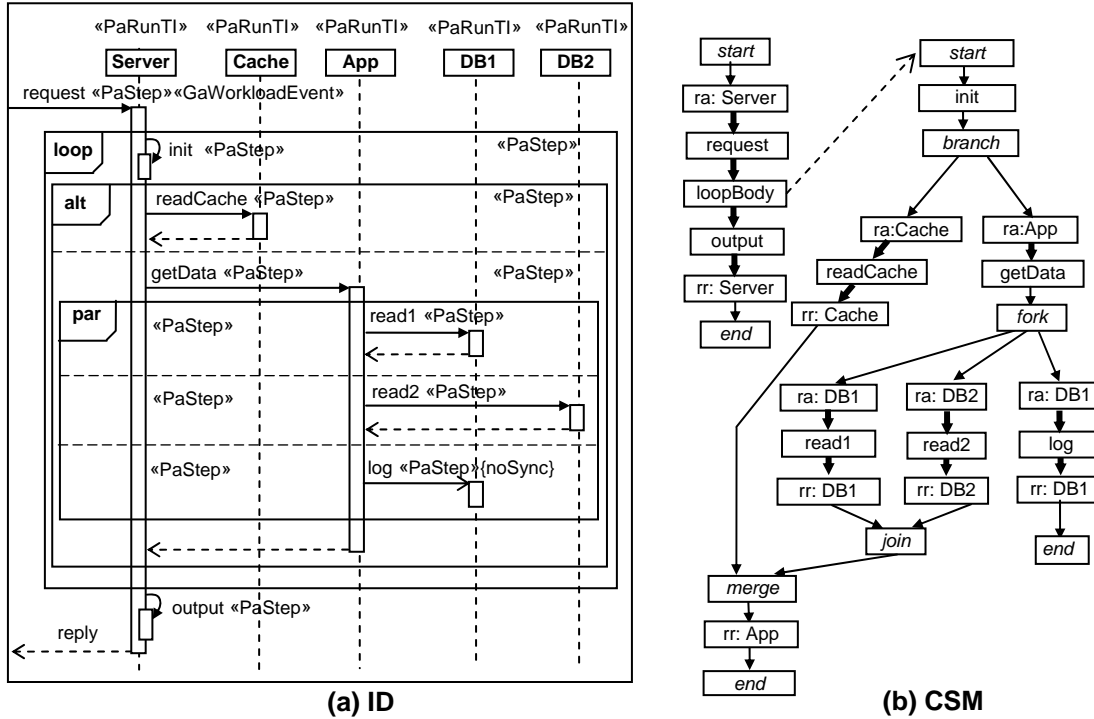 «PaRunTI» «PaRunTI» «PaRunTI» «PaRunTI» «PaRunTI»
Server Cache App DB1 DB2
request «PaStep»«GaWorkloadEvent»
loop
init «PaStep»
«PaStep»
alt
readCache «PaStep»
«PaStep»
getData «PaStep»
«PaStep»
par
«PaStep»
read1 «PaStep»
«PaStep»
read2 «PaStep»
«PaStep»
log «PaStep»{noSync}
output «PaStep»
reply
(a) ID
start
ra: Server
request
loopBody
output
rr: Server
end
start
init
branch
ra:Cache
readCache
rr: Cache
ra:App
getData
fork
ra: DB1
read1
rr: DB1
ra: DB2
read2
rr: DB2
ra: DB1
log
rr: DB1
end
join
merge
rr: App
end
(b) CSM